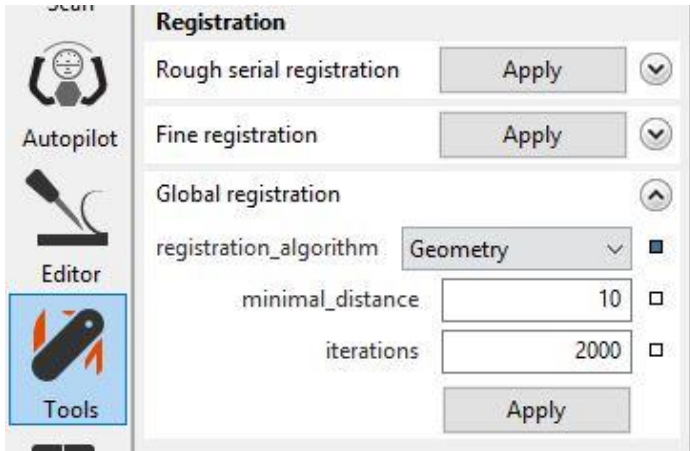 Scan
Autopilot
Editor
Tools
Registration
Rough serial registration Apply
Fine registration Apply
Global registration
registration_algorithm Geometry
minimal_distance 10
iterations 2000
Apply